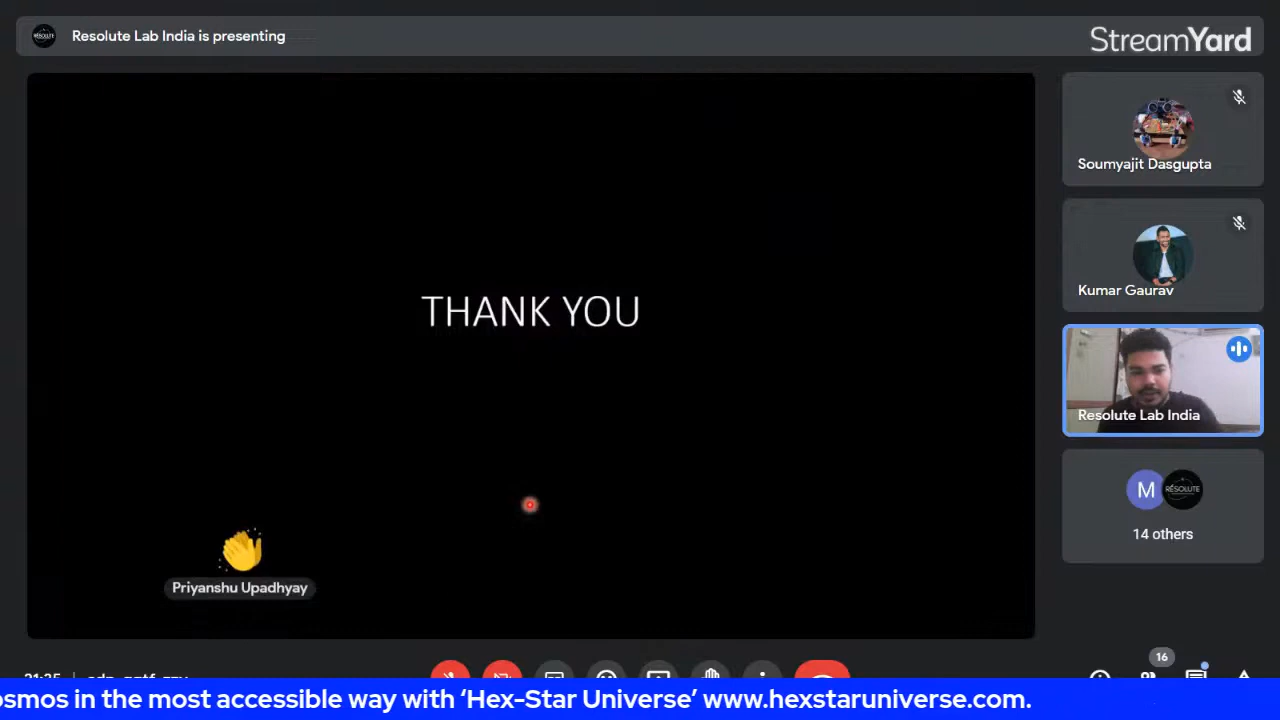 Resolute Lab India is presenting
StreamYard
Soumyajit Dasgupta
Kumar Gaurav
THANK YOU
Resolute Lab India
M
RÉSOLUTE
14 others
Priyanshu Upadhyay
16
osmos in the most accessible way with ‘Hex-Star Universe’ www.hexstaruniverse.com.